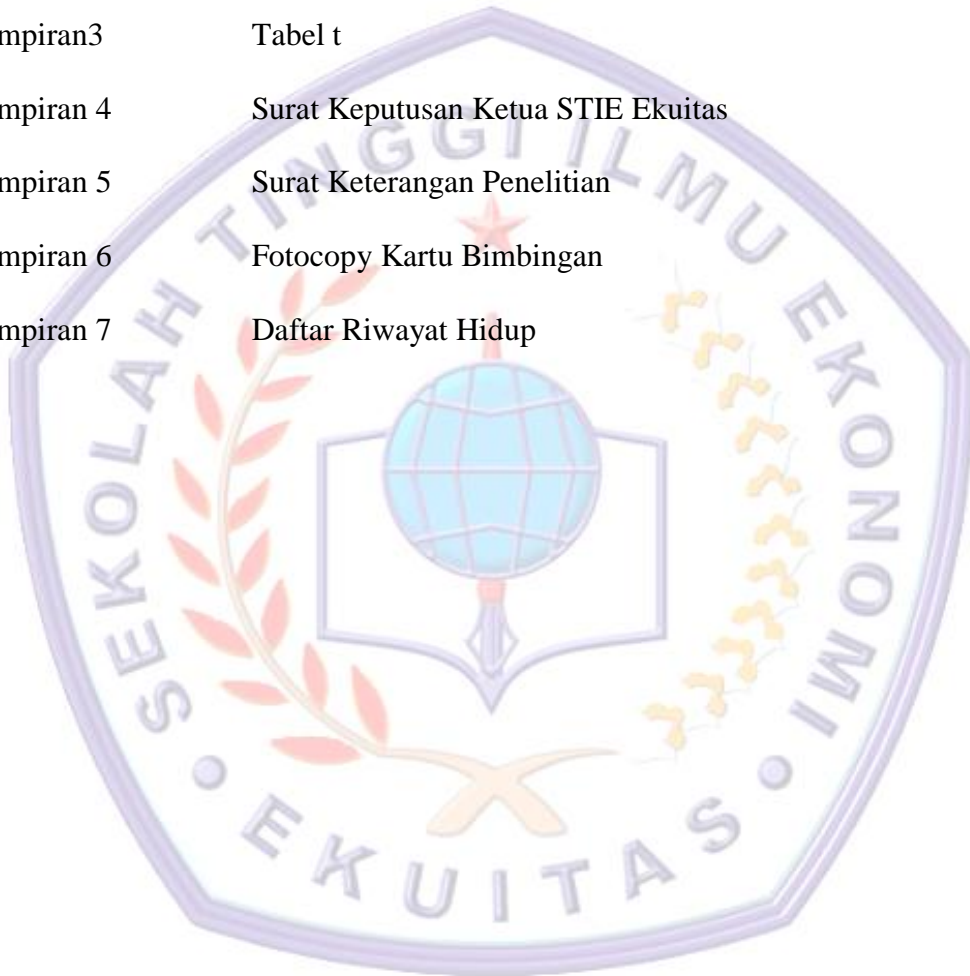 mpiran3 Tabel t
mpiran 4 Surat Keputusan Ketua STIE Ekuitas
mpiran 5 Surat Keterangan Penelitian
mpiran 6 Fotocopy Kartu Bimbingan
mpiran 7 Daftar Riwayat Hidup
SEKOLAH TINGGI ILMU EKONOMI
• EKUITAS •